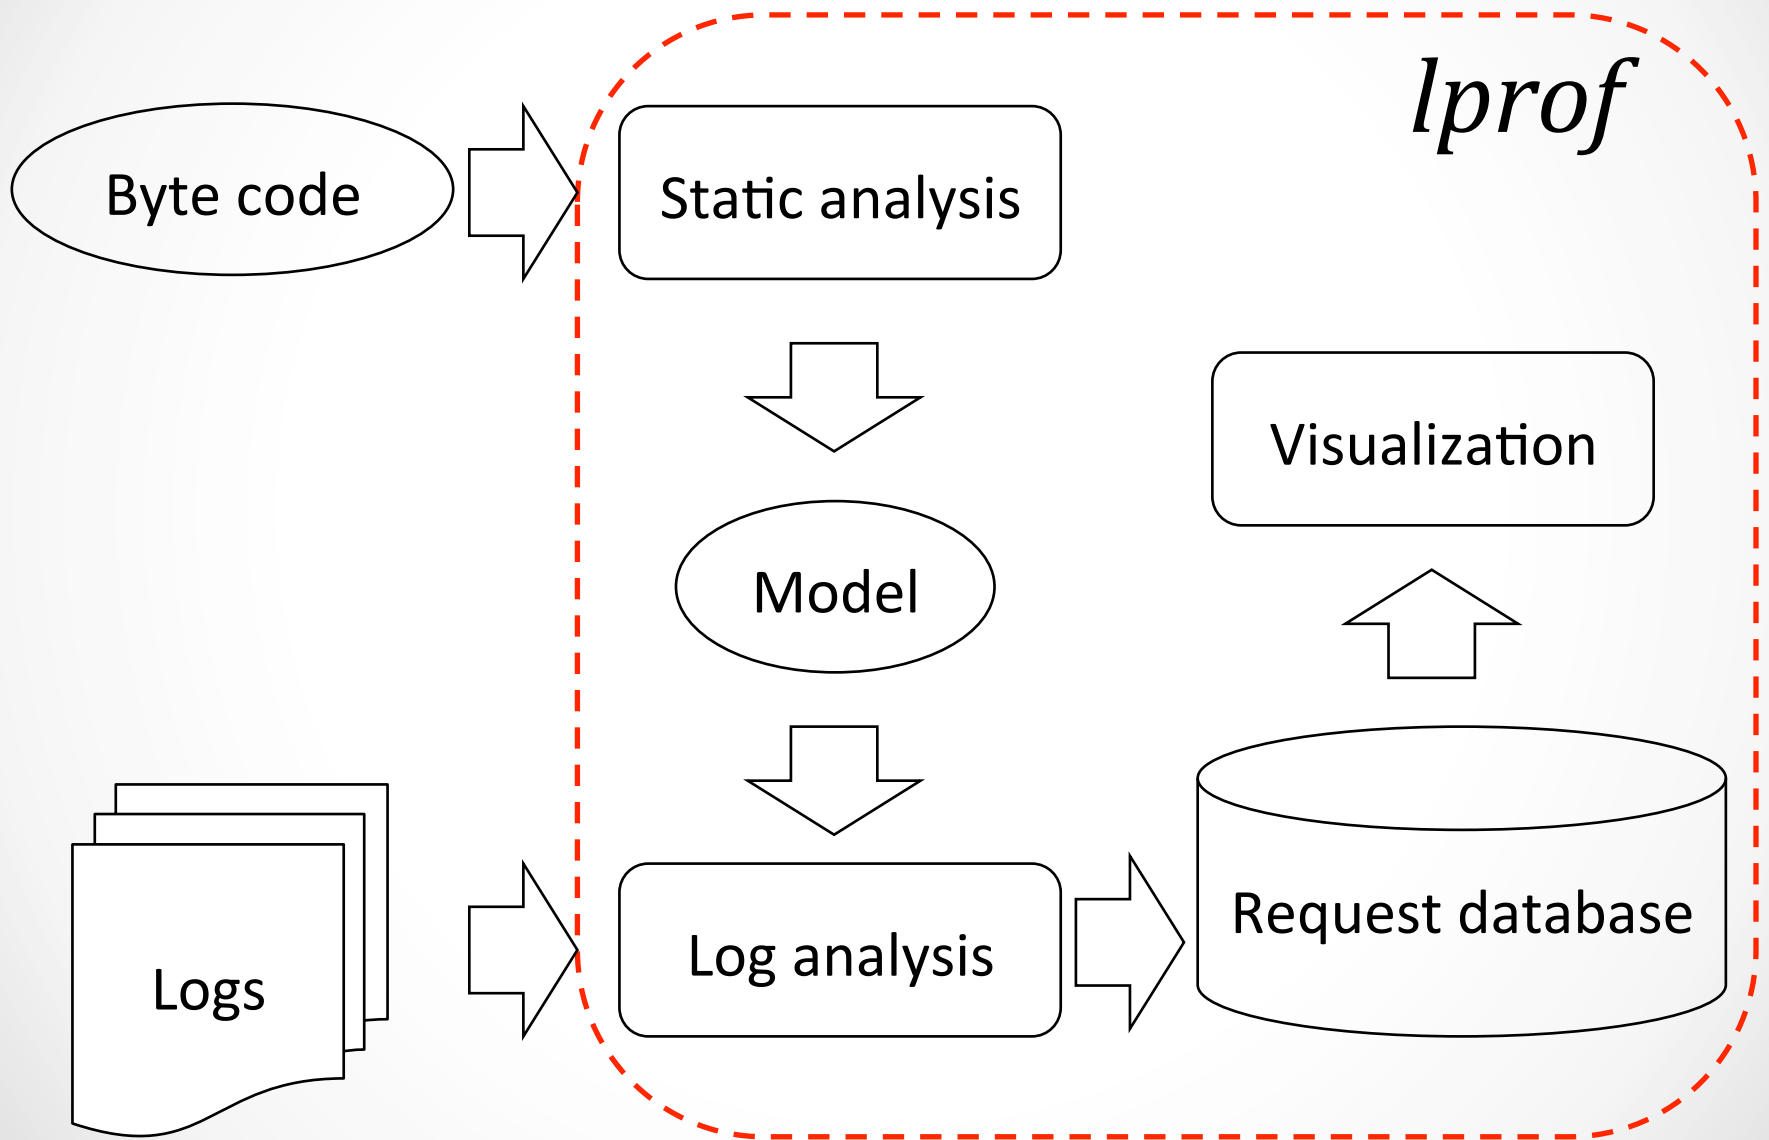 lprof
Byte code
Static analysis
Visualization
Model
Request database
Log analysis
Logs